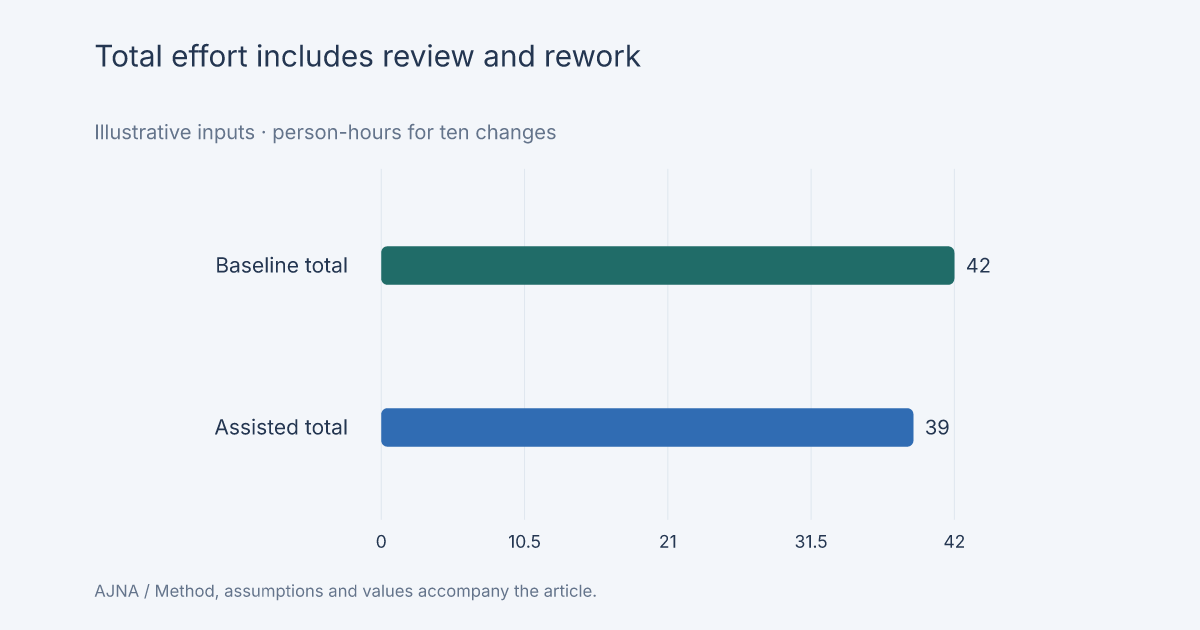 Total effort includes review and rework
Illustrative inputs · person-hours for ten changes
Baseline total 42
Assisted total 39
0 10.5 21 31.5 42
AJNA / Method, assumptions and values accompany the article.